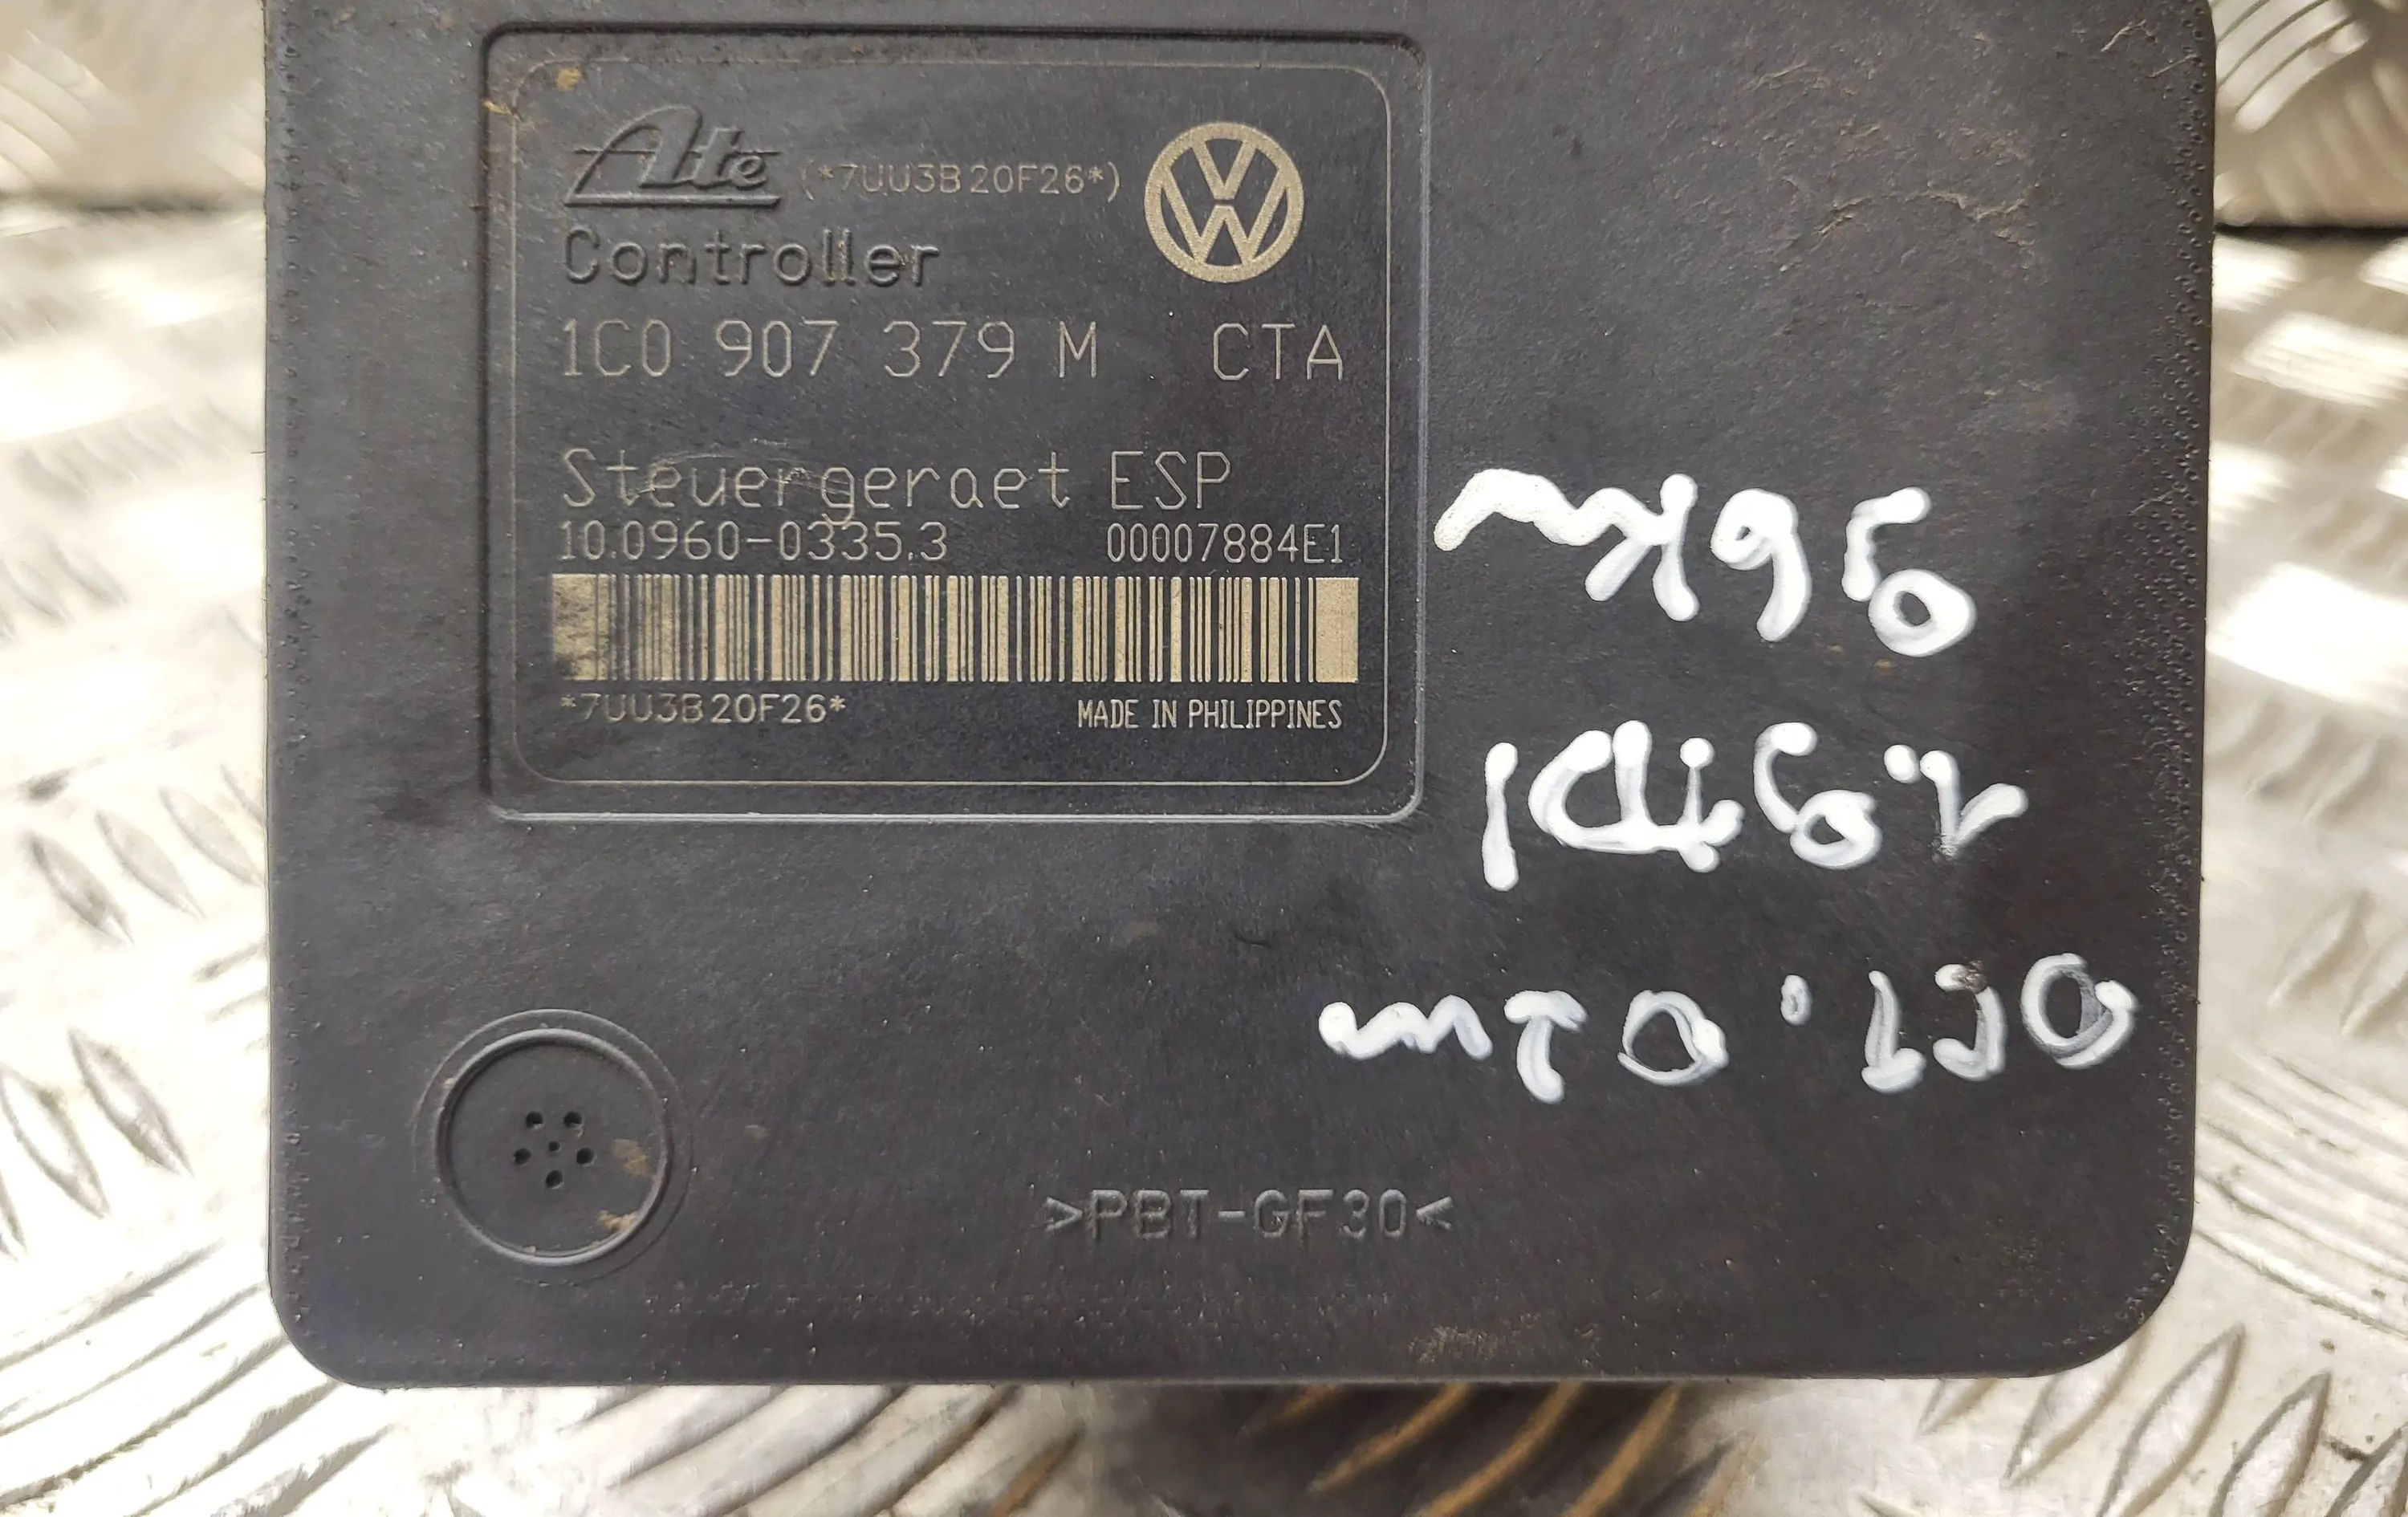 Ate (*7UU3B20F26*)
Controller
1C0 907 379 M CTA
Steuergeraet ESP
10.0960-0335.3 00007884E1
*7UU3B20F26* MADE IN PHILIPPINES
>PBT-GF30<